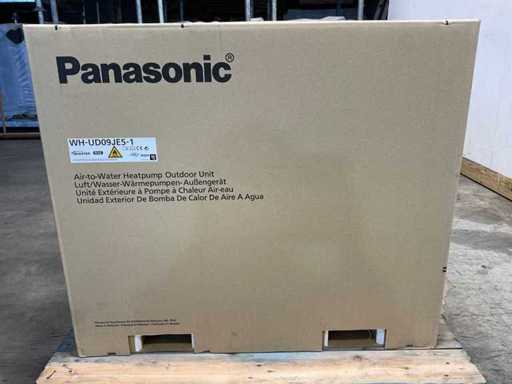 Panasonic®
WH-UD09JE5-1
INVERTER
Air-to-Water Heatpump Outdoor Unit
Luft/Wasser-Wärmepumpen-Außengerät
Unité Extérieure à Pompe à Chaleur Air-eau
Unidad Exterior De Bomba De Calor De Aire A Agua